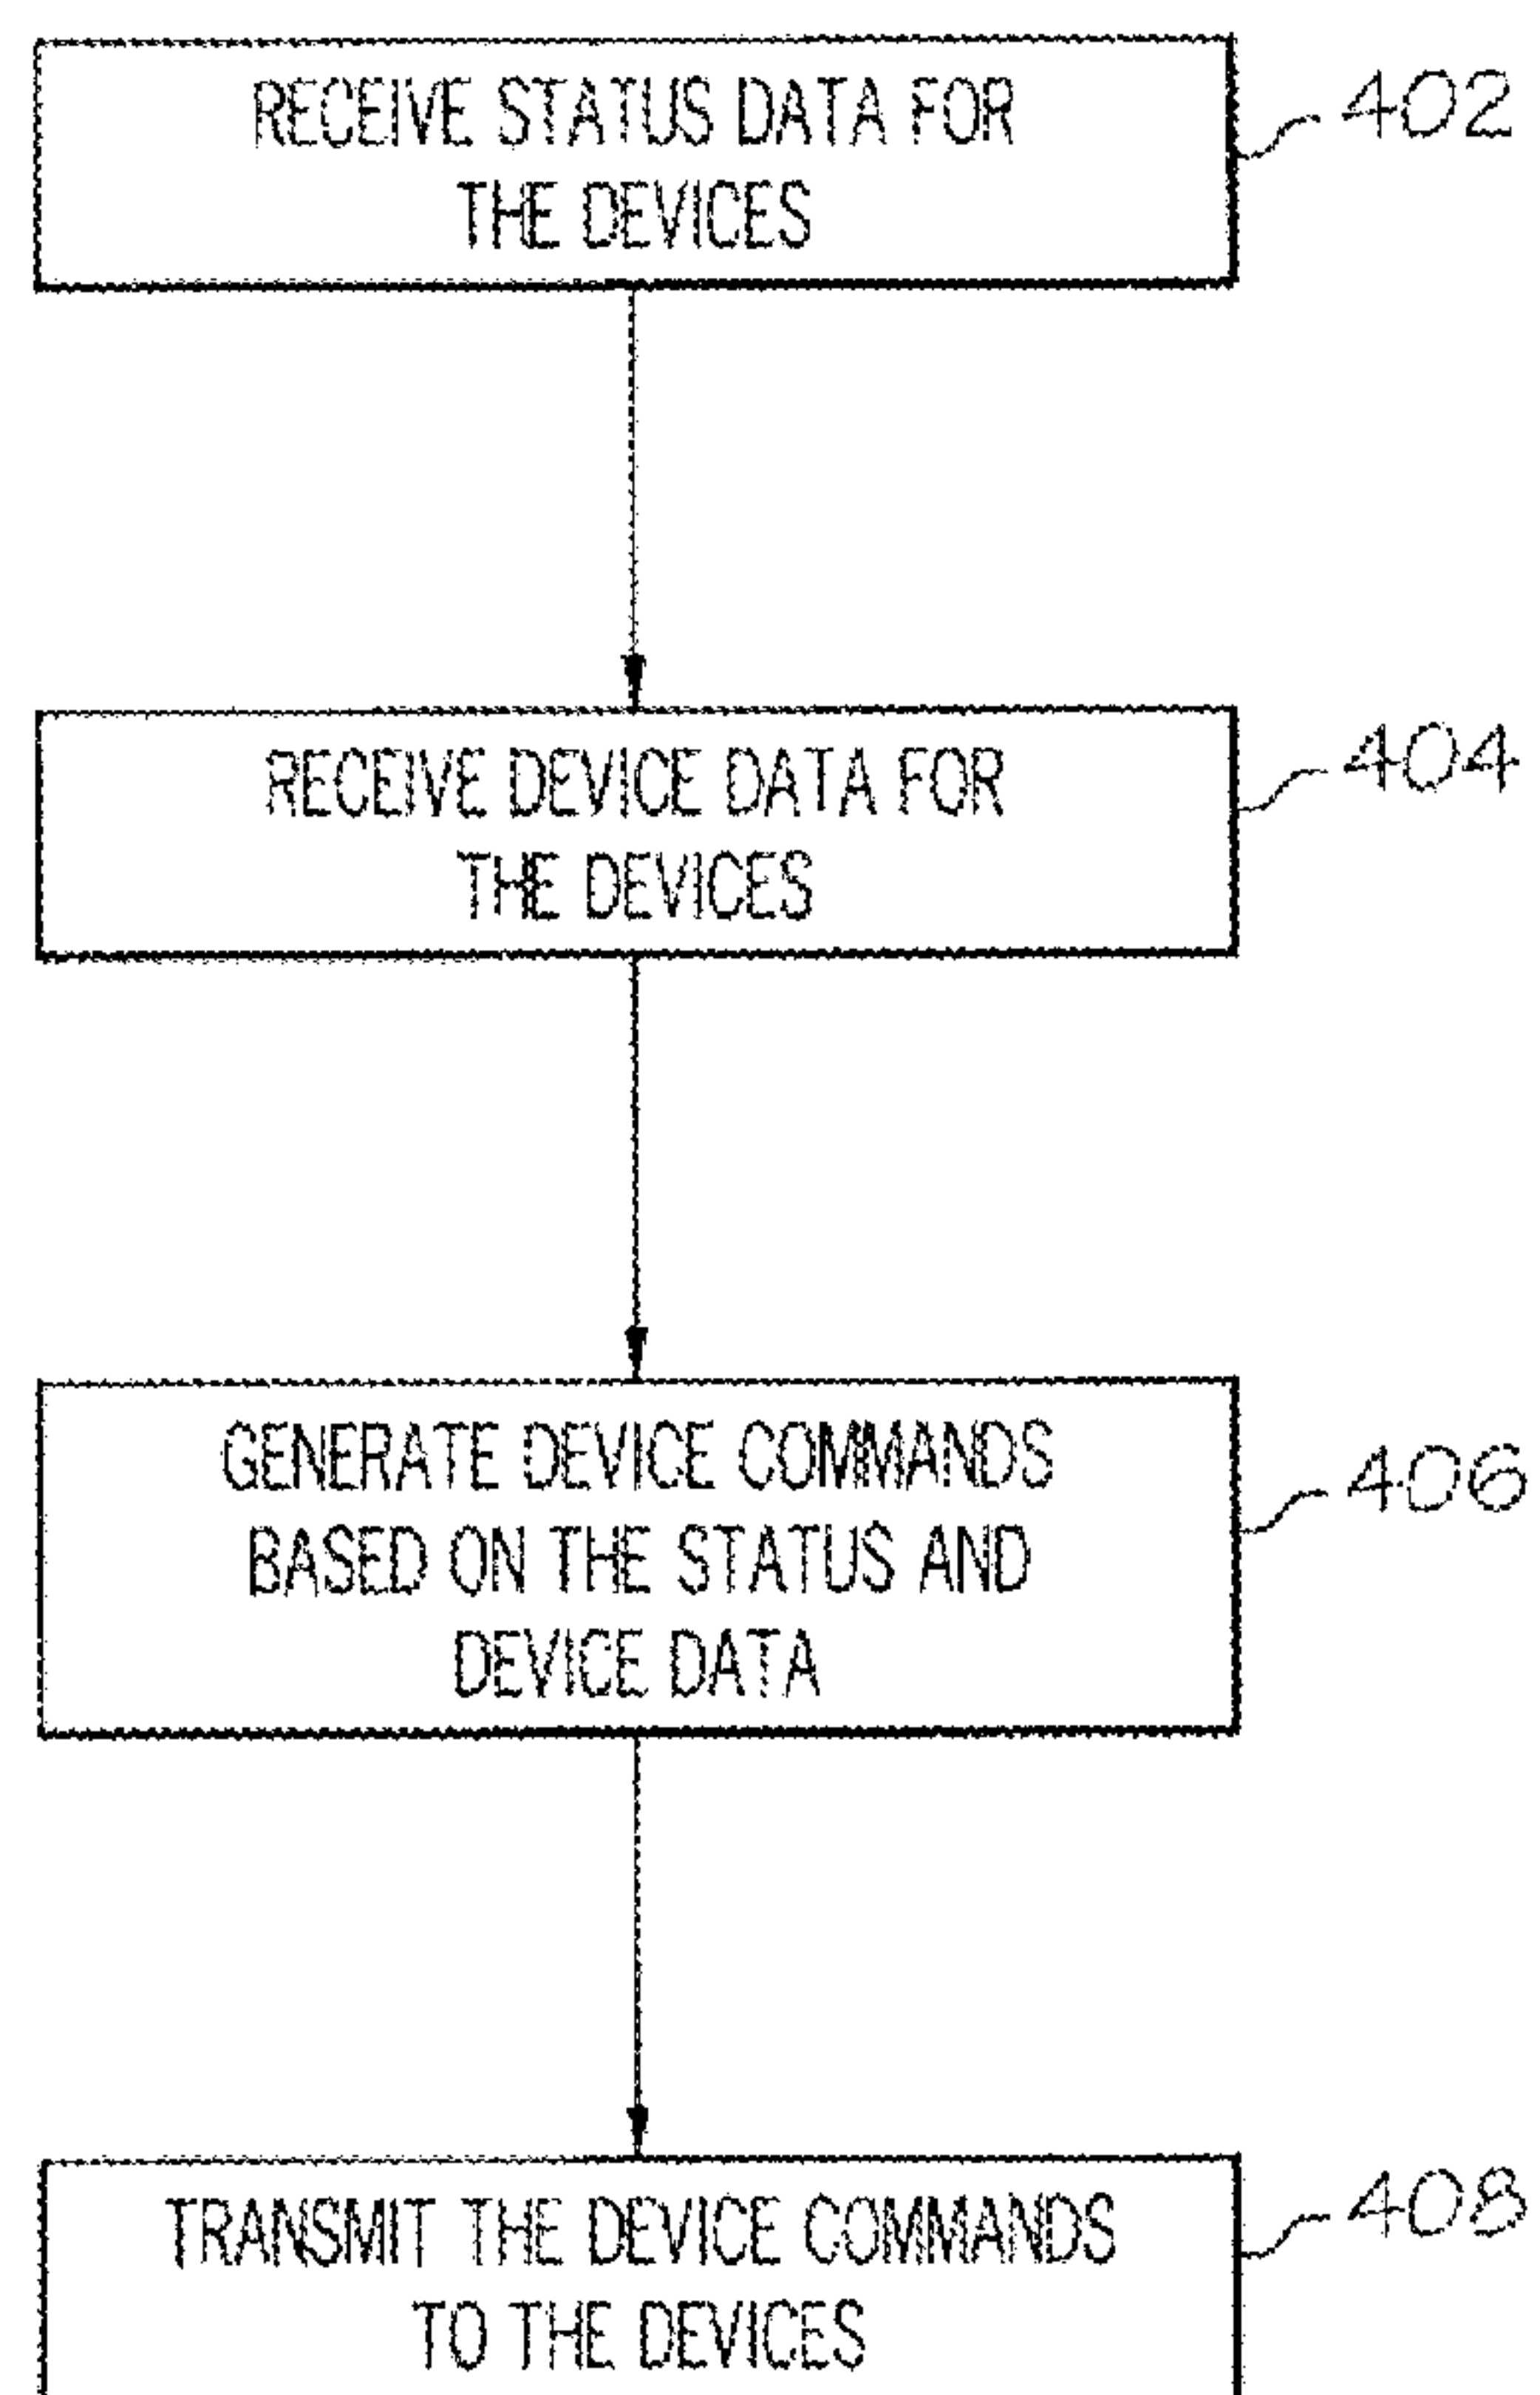 RECEIVE STATUS DATA FOR
THE DEVICES
402
RECEIVE DEVICE DATA FOR
THE DEVICES
404
GENERATE DEVICE COMMANDS
BASED ON THE STATUS AND
DEVICE DATA
406
TRANSMIT THE DEVICE COMMANDS
TO THE DEVICES
408